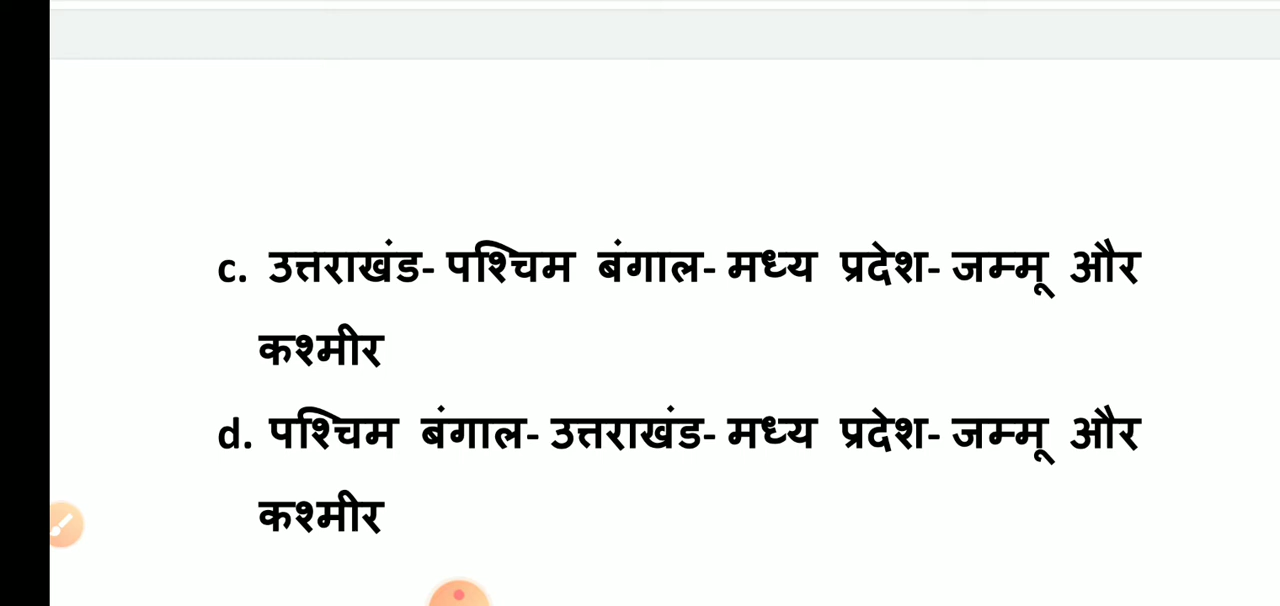 c. उत्तराखंड- पश्चिम बंगाल- मध्य प्रदेश- जम्मू और
कश्मीर
d. पश्चिम बंगाल- उत्तराखंड- मध्य प्रदेश- जम्मू और
कश्मीर